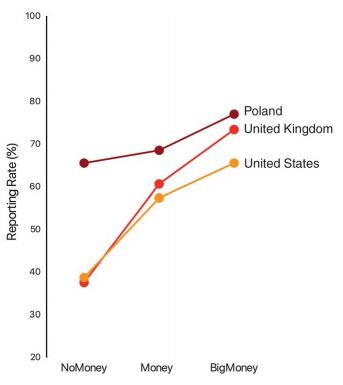 100
90
80
70
60
50
40
30
20
Reporting Rate (%)
Poland
United Kingdom
United States
NoMoney Money BigMoney